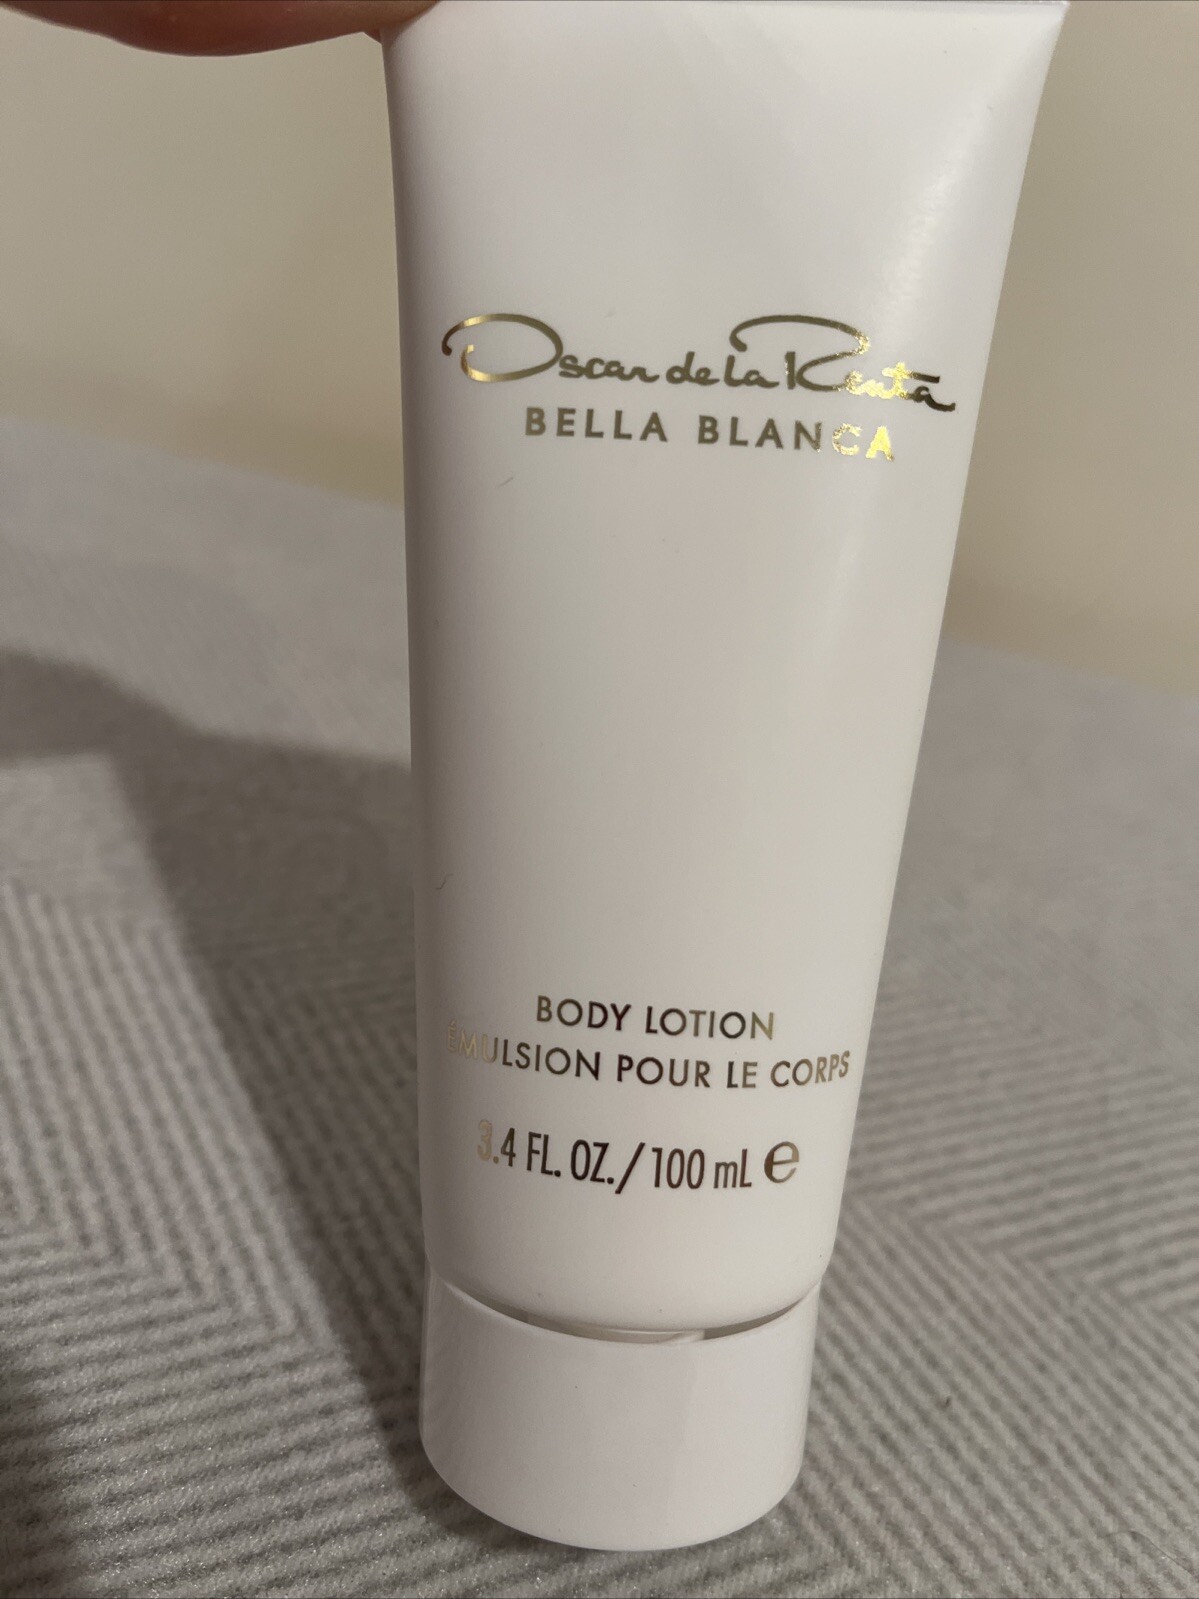 Oscar de la Renta
BELLA BLANCA
BODY LOTION
ÉMULSION POUR LE CORPS
3.4 FL. OZ./100 mL ℮